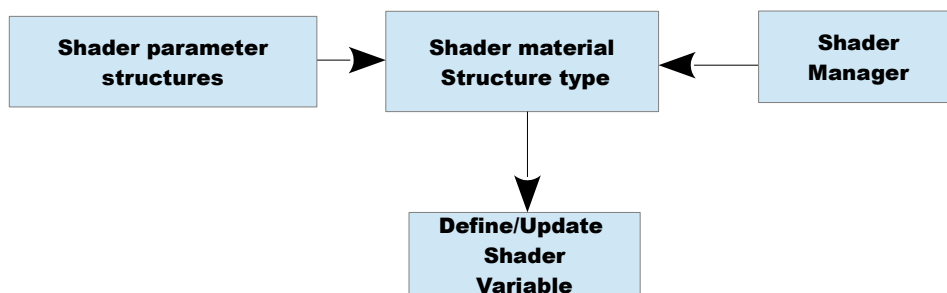 Shader parameter
structures
Shader material
Structure type
Shader
Manager
Define/Update
Shader
Variable